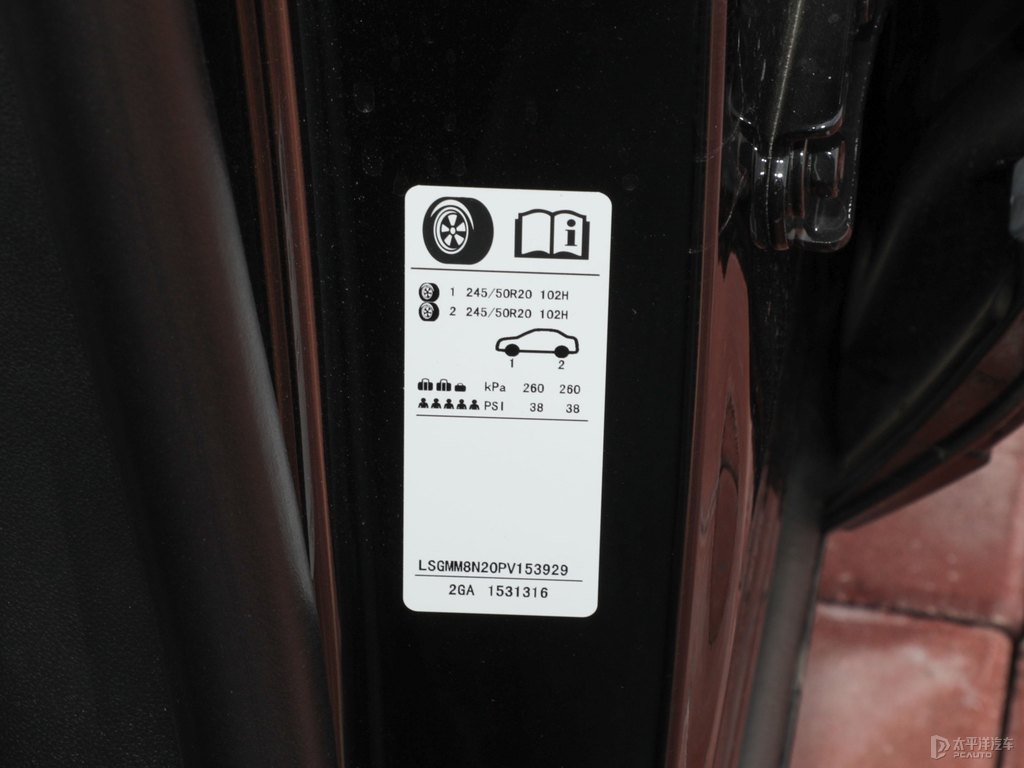 1 245/50R20 102H
2 245/50R20 102H
1 2
kPa 260 260
PSI 38 38
LSGMM8N20PV153929
2GA 1531316
太平洋汽车
PCAUTO